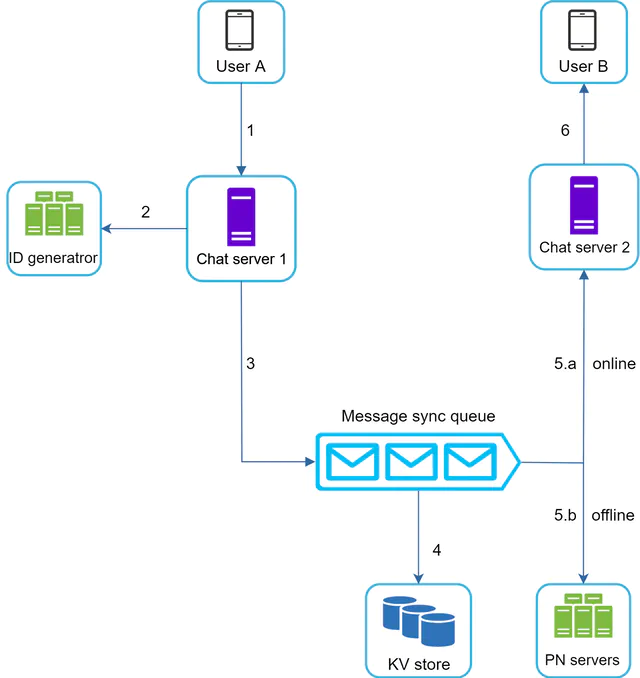 User A
User B
1
6
2
ID generatror
Chat server 1
Chat server 2
3
5.a
online
Message sync queue
5.b
offline
4
KV store
PN servers